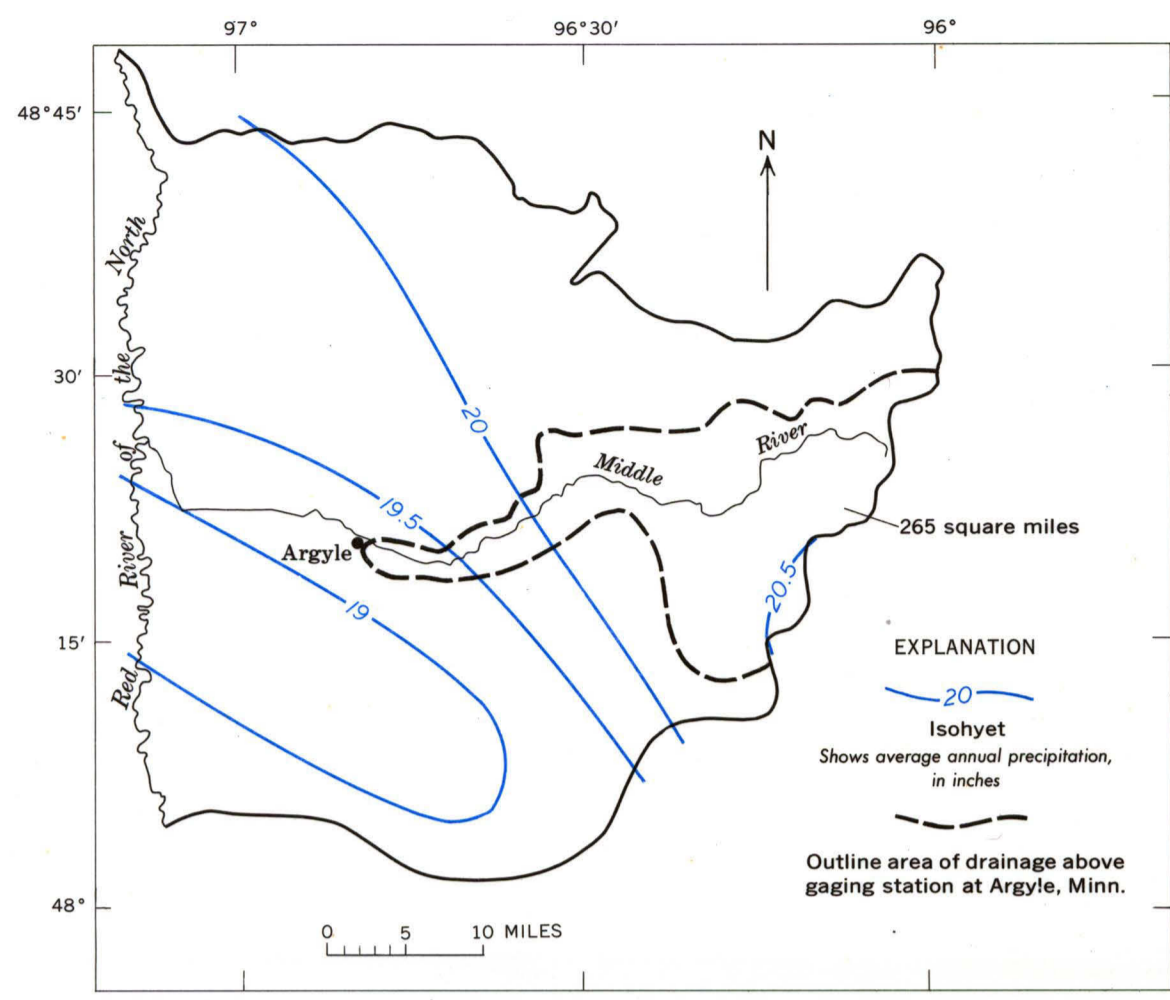 97°
96°30′
96°
48°45′
N
North
the
30′
of
20
River
Middle
19.5
265 square miles
Argyle
River
20.5
19
15′
EXPLANATION
Red
20
Isohyet
Shows average annual precipitation,
in inches
Outline area of drainage above
gaging station at Argyle, Minn.
48°
0 5 10 MILES